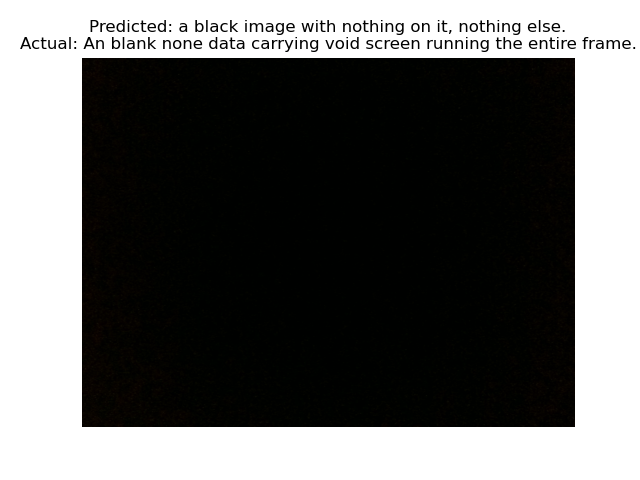 Predicted: a black image with nothing on it, nothing else.
Actual: An blank none data carrying void screen running the entire frame.